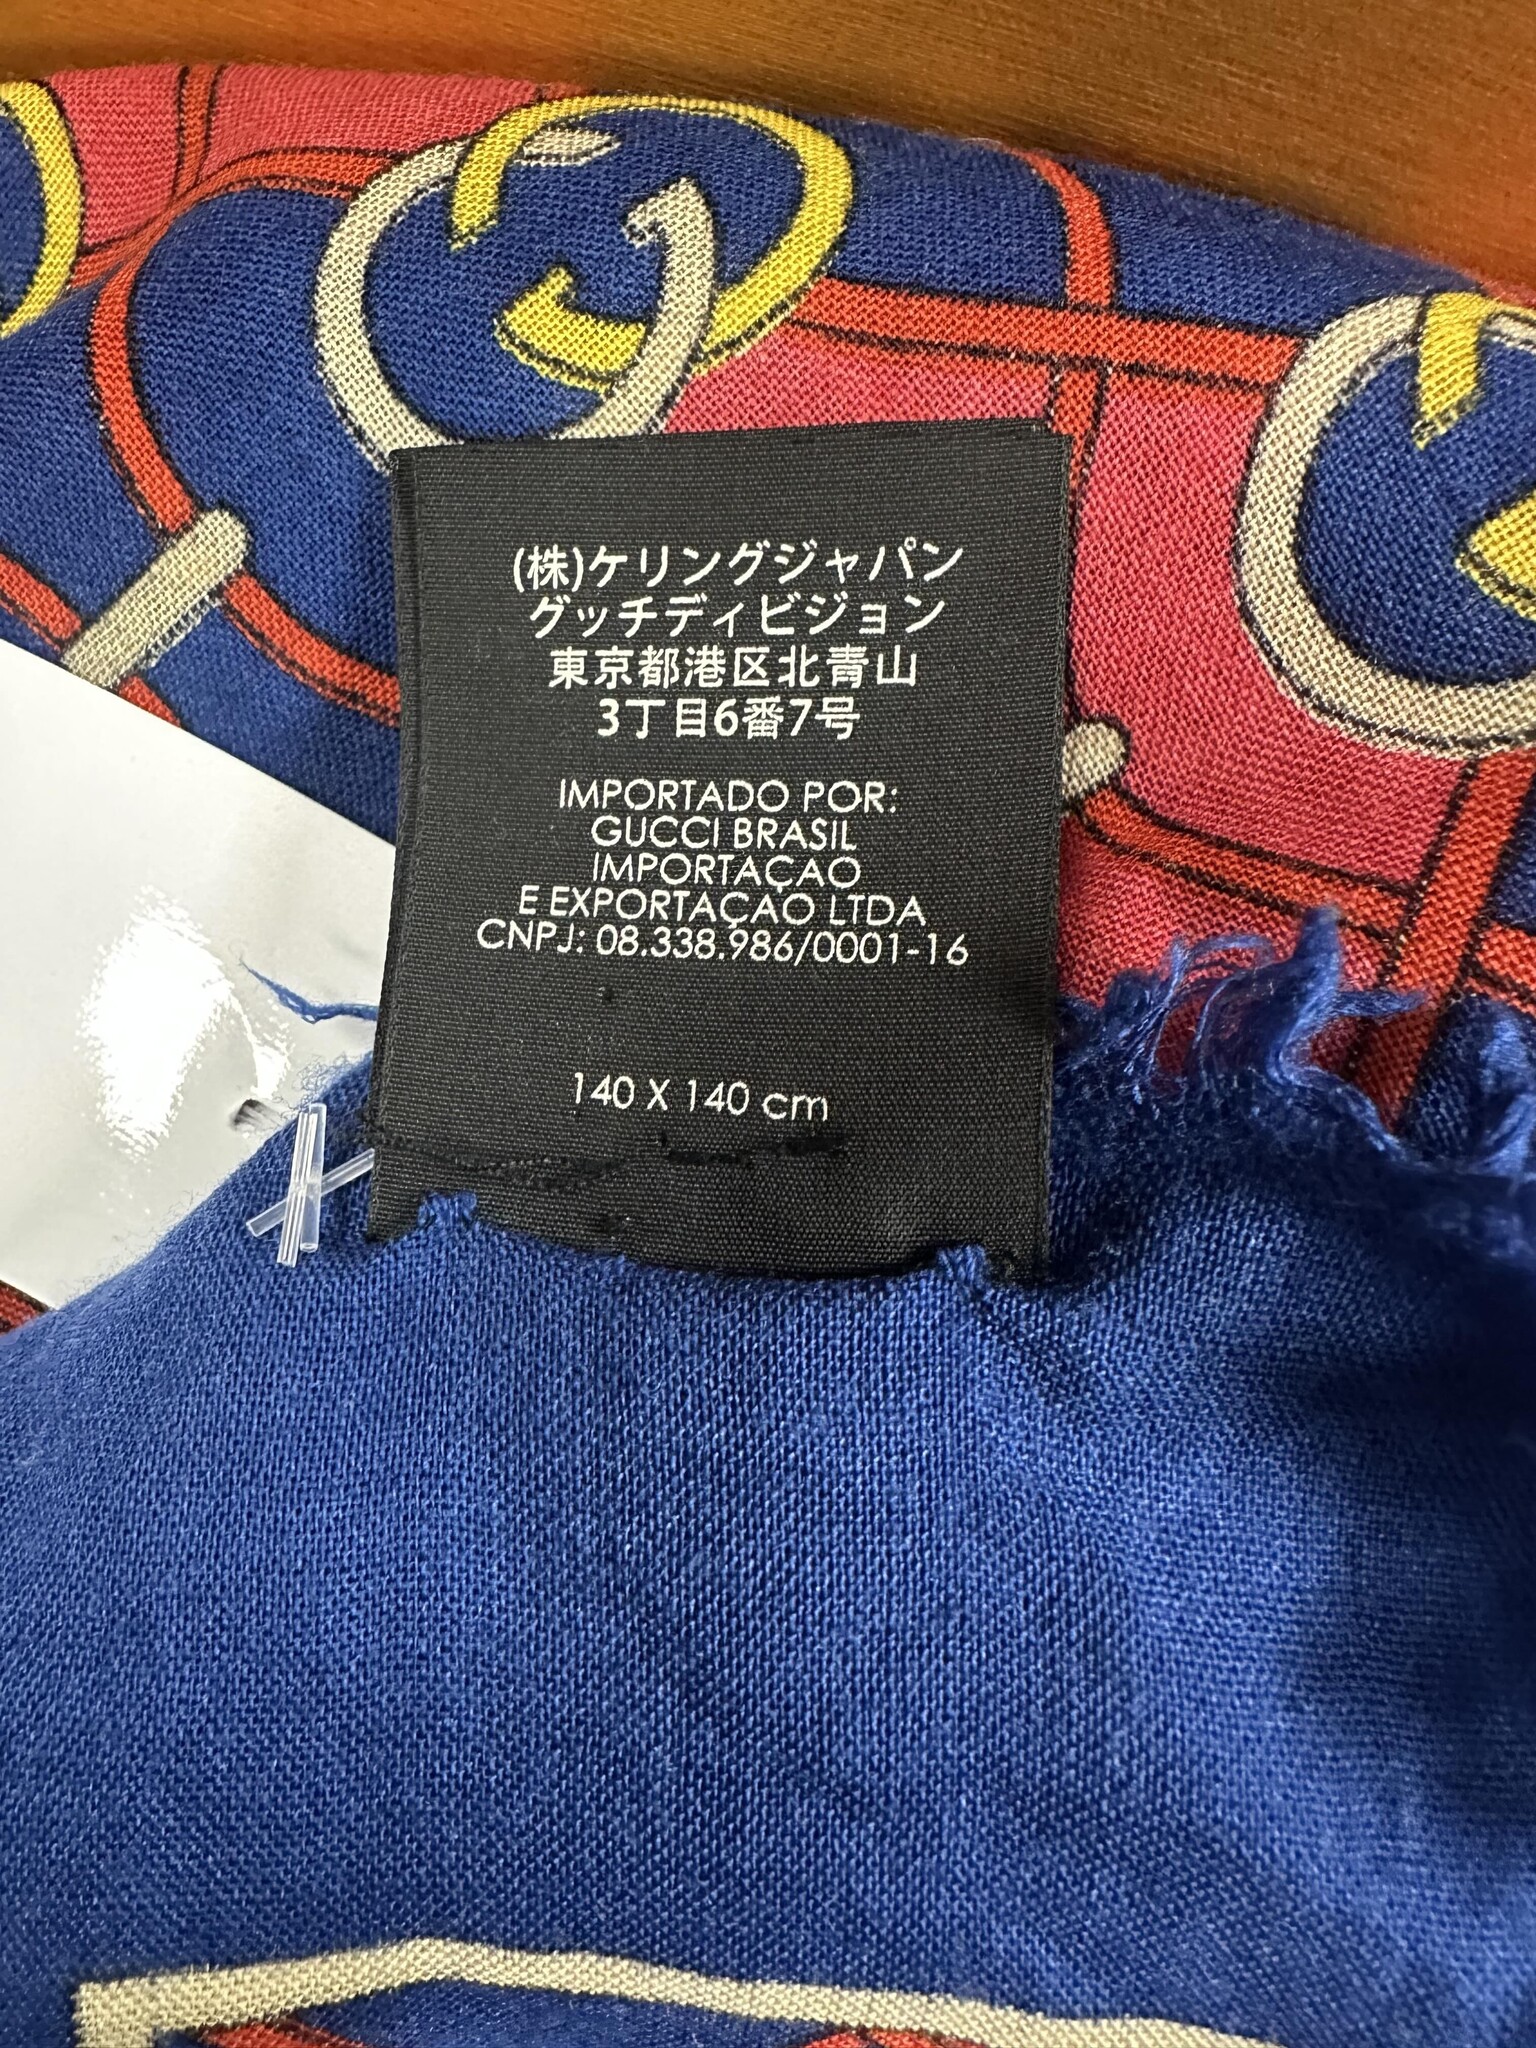 (株)ケリングジャパン
グッチディビジョン
東京都港区北青山
3丁目6番7号
IMPORTADO POR:
GUCCI BRASIL
IMPORTAÇAO
E EXPORTAÇAO LTDA
CNPJ: 08.338.986/0001-16
140 X 140 cm